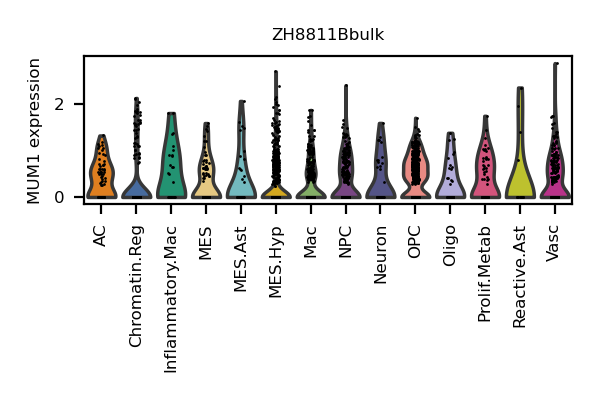 ZH8811Bbulk
MUM1 expression
2
0
AC
Chromatin.Reg
Inflammatory.Mac
MES
MES.Ast
MES.Hyp
Mac
NPC
Neuron
OPC
Oligo
Prolif.Metab
Reactive.Ast
Vasc